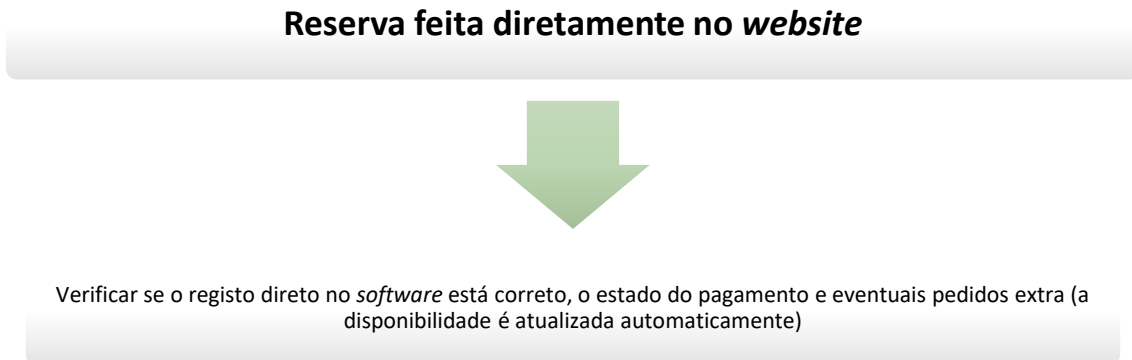 Reserva feita diretamente no website
Verificar se o registo direto no software está correto, o estado do pagamento e eventuais pedidos extra (a
disponibilidade é atualizada automaticamente)